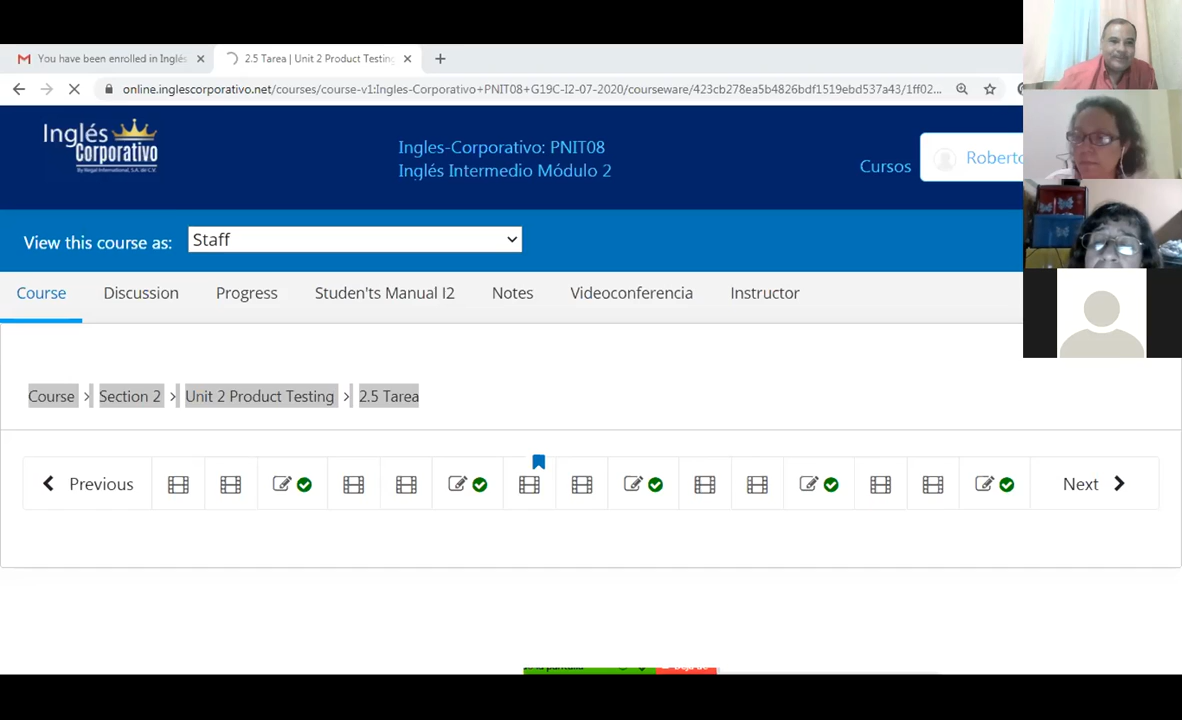 You have been enrolled in Inglés
2.5 Tarea | Unit 2 Product Testing
online.inglescorporativo.net/courses/course-v1:Ingles-Corporativo+PNIT08+G19C-I2-07-2020/courseware/423cb278ea5b4826bdf1519ebd537a43/1ff02...
Inglés
Corporativo
Ingles-Corporativo: PNIT08
Inglés Intermedio Módulo 2
Cursos
Roberto
View this course as:
Staff
Course
Discussion
Progress
Studen'ts Manual I2
Notes
Videoconferencia
Instructor
Course > Section 2 > Unit 2 Product Testing > 2.5 Tarea
Previous
Next